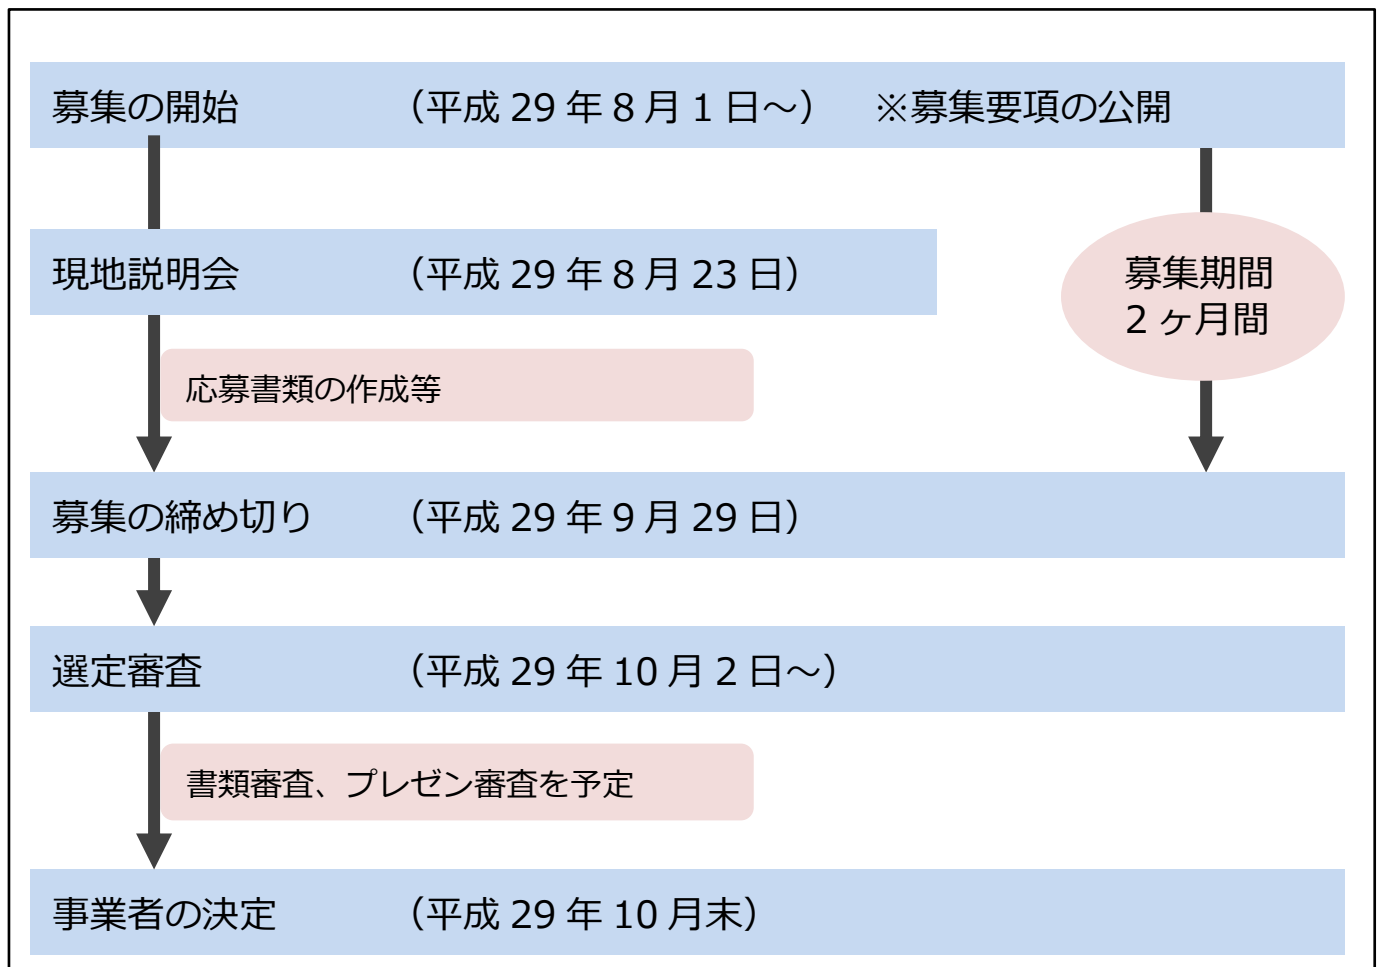 募集の開始 （平成 29 年 8 月 1 日～） ※募集要項の公開
現地説明会 （平成 29 年 8 月 23 日）
募集期間
2 ヶ月間
応募書類の作成等
募集の締め切り （平成 29 年 9 月 29 日）
選定審査 （平成 29 年 10 月 2 日～）
書類審査、プレゼン審査を予定
事業者の決定 （平成 29 年 10 月末）